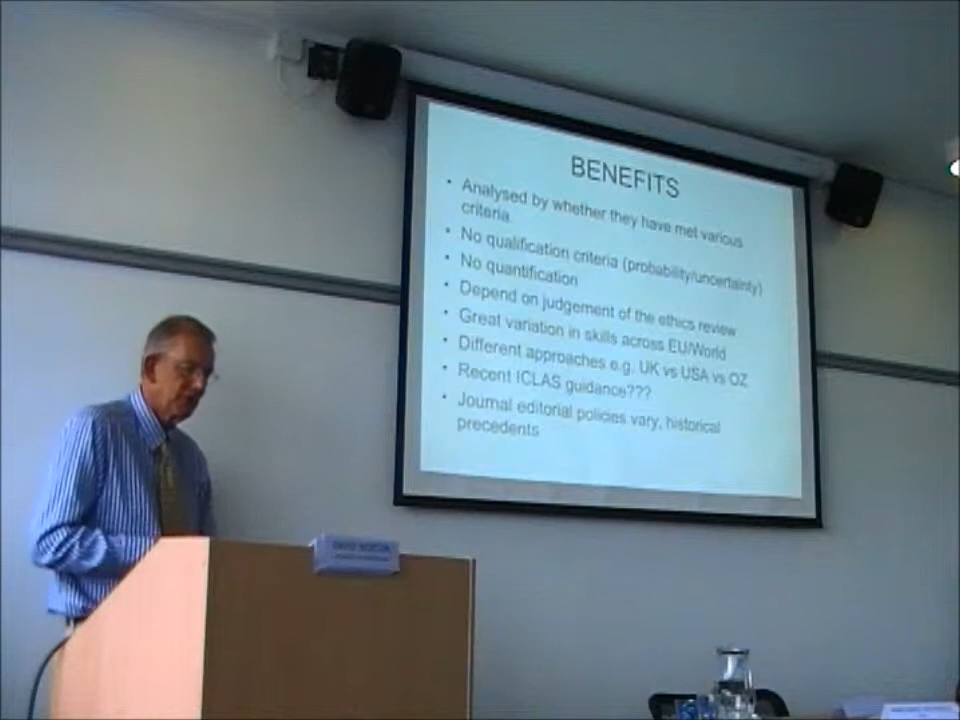 BENEFITS
• Analysed by whether they have met various
criteria
• No qualification criteria (probability/uncertainty)
• No quantification
• Depend on judgement of the ethics review
• Great variation in skills across EU/World
• Different approaches e.g. UK vs USA vs OZ
• Recent ICLAS guidance???
• Journal editorial policies vary, historical
precedents